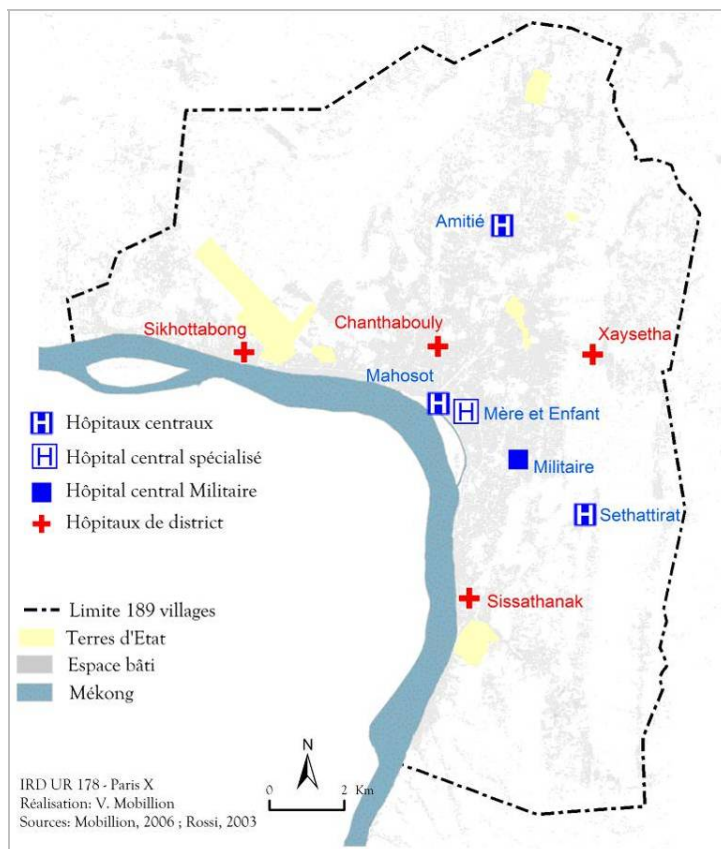 Amitié
Sikhottabong
Chanthabouly
Xaysetha
Mahosot
Mère et Enfant
Militaire
Sethattirat
Sissathanak
H Hôpitaux centraux
H Hôpital central spécialisé
Hôpital central Militaire
Hôpitaux de district
Limite 189 villages
Terres d'Etat
Espace bâti
Mékong
N
0 2 Km
IRD UR 178 - Paris X
Réalisation: V. Mobillion
Sources: Mobillion, 2006 ; Rossi, 2003